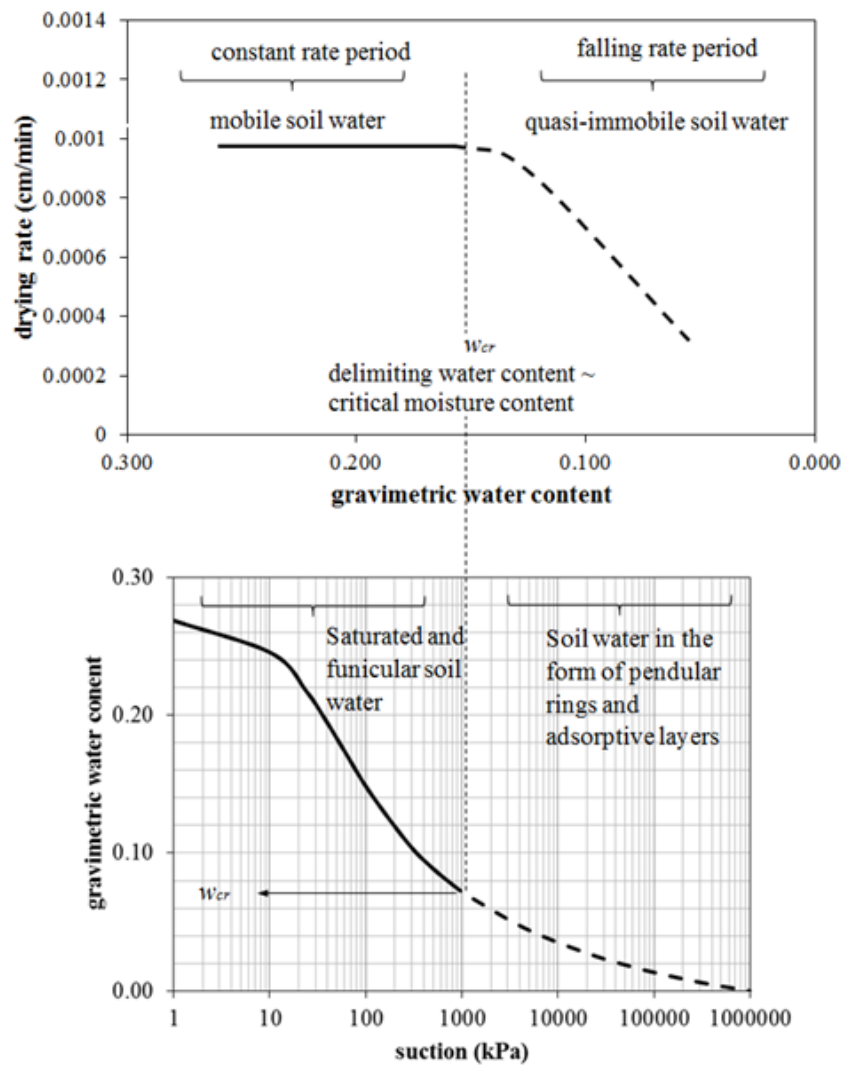 0.0014
constant rate period
falling rate period
0.0012
mobile soil water
quasi-immobile soil water
0.001
0.0008
0.0006
0.0004
0.0002
0
drying rate (cm/min)
wcr
delimiting water content ~
critical moisture content
0.300
0.200
0.100
0.000
gravimetric water content
0.30
Saturated and
funicular soil
water
Soil water in the
form of pendular
rings and
adsorptive layers
0.20
0.10
wcr
0.00
gravimetric water conent
1
10
100
1000
10000
100000
1000000
suction (kPa)